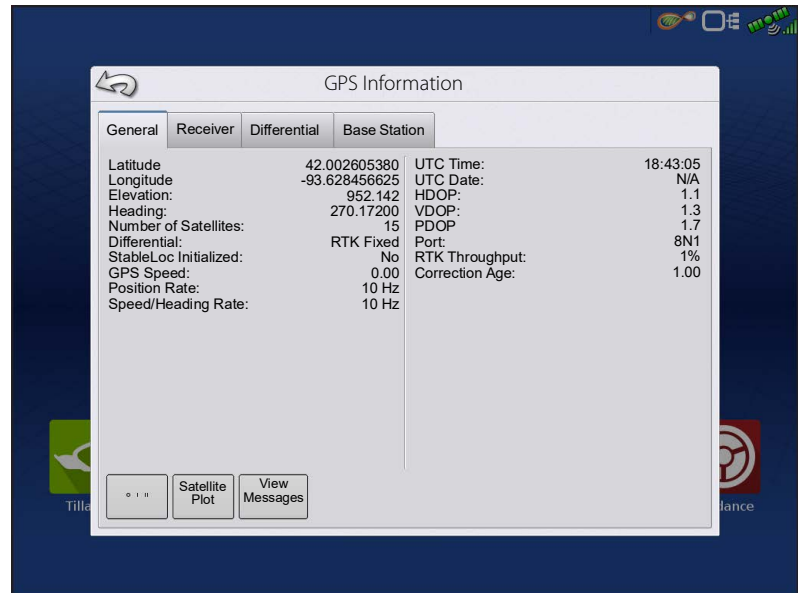 GPS Information
General Receiver Differential Base Station
Latitude 42.002605380
Longitude -93.628456625
Elevation: 952.142
Heading: 270.17200
Number of Satellites: 15
Differential: RTK Fixed
StableLoc Initialized: No
GPS Speed: 0.00
Position Rate: 10 Hz
Speed/Heading Rate: 10 Hz
UTC Time: 18:43:05
UTC Date: N/A
HDOP: 1.1
VDOP: 1.3
PDOP 1.7
Port: 8N1
RTK Throughput: 1%
Correction Age: 1.00
Satellite
Plot
View
Messages
Tilla
dance